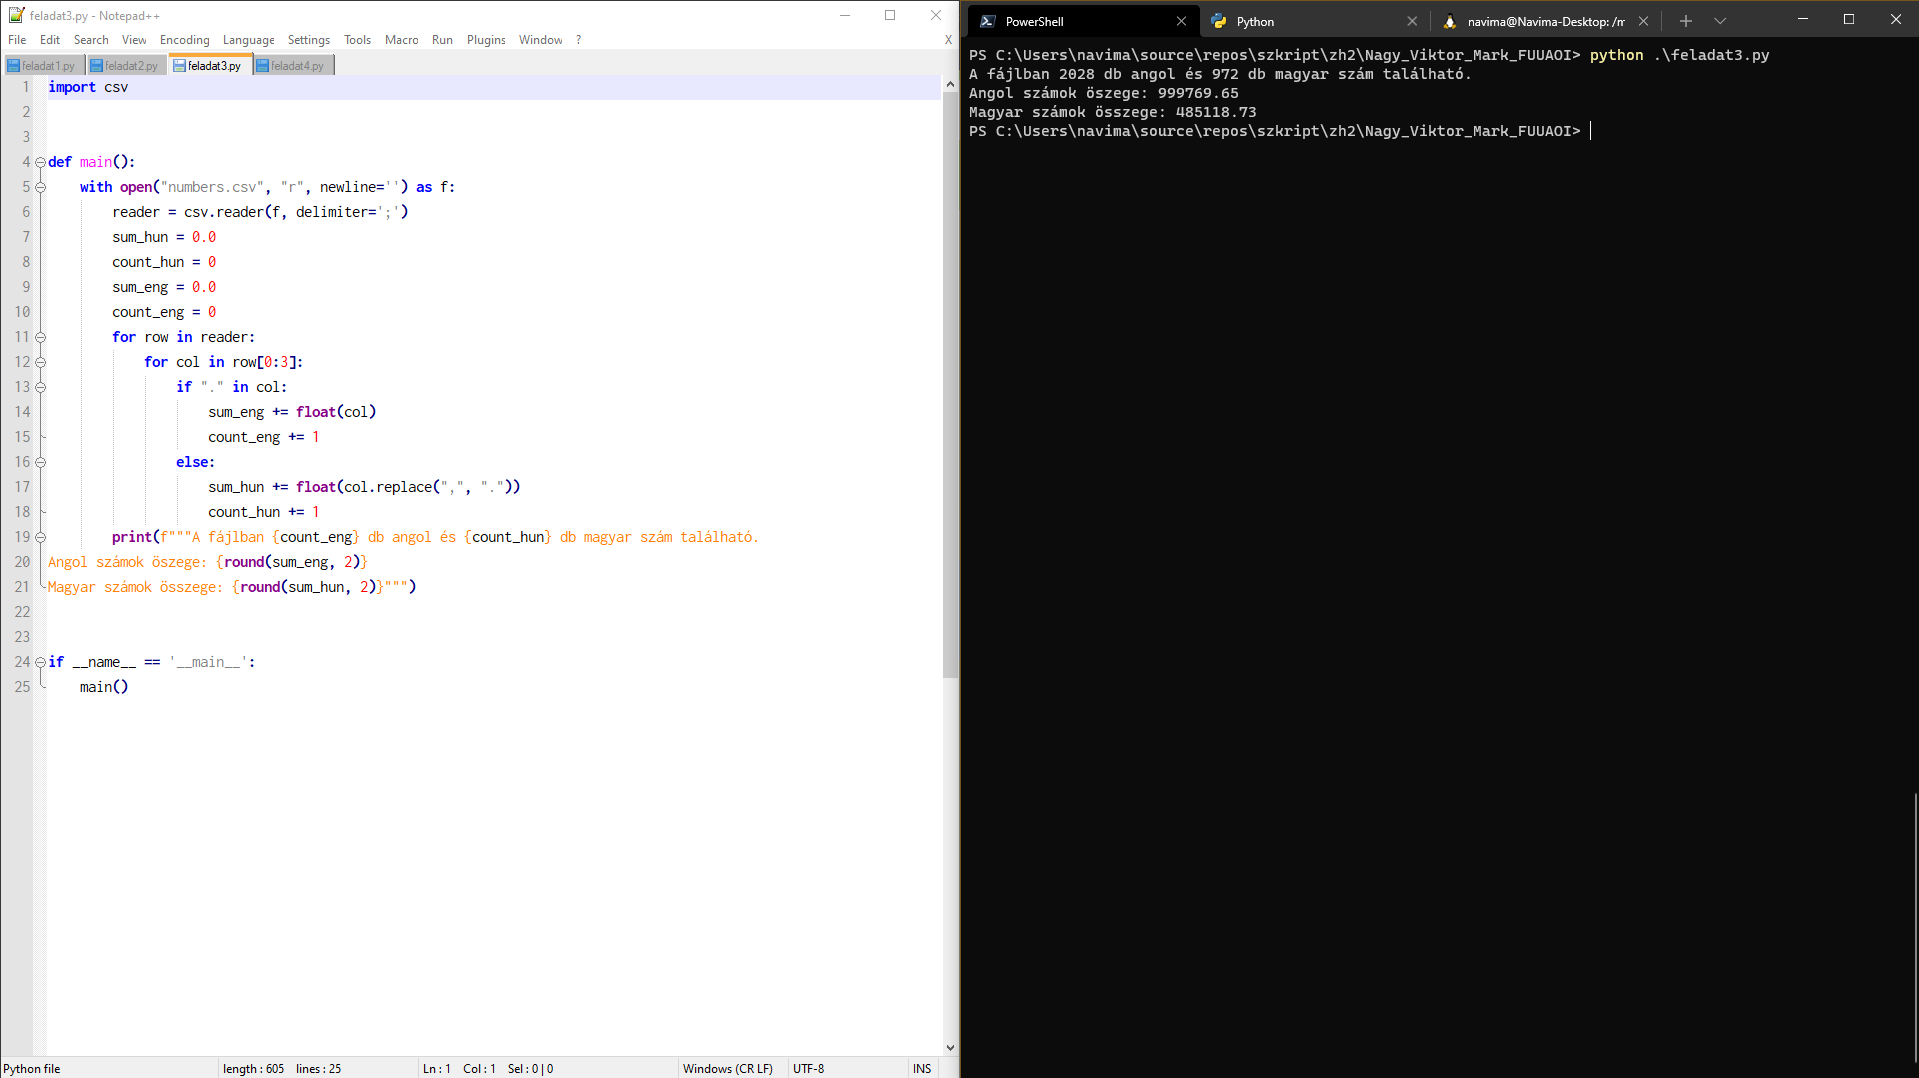 feladat3.py - Notepad++
File Edit Search View Encoding Language Settings Tools Macro Run Plugins Window ? X
feladat1.py feladat2.py feladat3.py feladat4.py
1 import csv
2
3
4 def main():
5 with open("numbers.csv", "r", newline='') as f:
6 reader = csv.reader(f, delimiter=';')
7 sum_hun = 0.0
8 count_hun = 0
9 sum_eng = 0.0
10 count_eng = 0
11 for row in reader:
12 for col in row[0:3]:
13 if "." in col:
14 sum_eng += float(col)
15 count_eng += 1
16 else:
17 sum_hun += float(col.replace(",", "."))
18 count_hun += 1
19 print(f"""A fájlban {count_eng} db angol és {count_hun} db magyar szám található.
20 Angol számok öszege: {round(sum_eng, 2)}
21 Magyar számok összege: {round(sum_hun, 2)}""")
22
23
24 if __name__ == '__main__':
25 main()
Python file length : 605 lines : 25 Ln : 1 Col : 1 Sel : 0 | 0 Windows (CR LF) UTF-8 INS
PowerShell Python navima@Navima-Desktop: /m
PS C:\Users\navima\source\repos\szkript\zh2\Nagy_Viktor_Mark_FUUAOI> python .\feladat3.py
A fájlban 2028 db angol és 972 db magyar szám található.
Angol számok öszege: 999769.65
Magyar számok összege: 485118.73
PS C:\Users\navima\source\repos\szkript\zh2\Nagy_Viktor_Mark_FUUAOI>